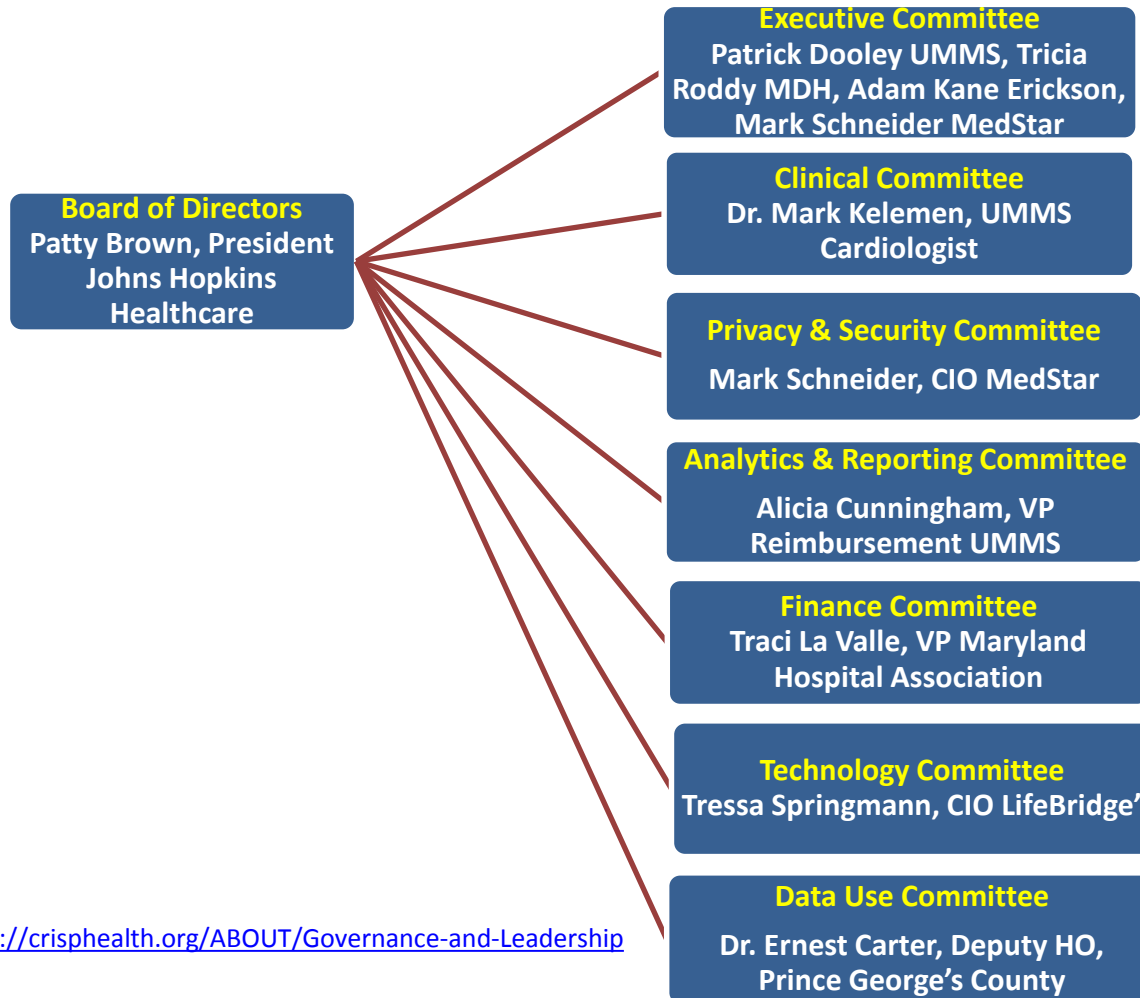 Executive Committee
Patrick Dooley UMMS, Tricia
Roddy MDH, Adam Kane Erickson,
Mark Schneider MedStar
Clinical Committee
Dr. Mark Kelemen, UMMS
Cardiologist
Board of Directors
Patty Brown, President
Johns Hopkins
Healthcare
Privacy & Security Committee
Mark Schneider, CIO MedStar
Analytics & Reporting Committee
Alicia Cunningham, VP
Reimbursement UMMS
Finance Committee
Traci La Valle, VP Maryland
Hospital Association
Technology Committee
Tressa Springmann, CIO LifeBridge'
Data Use Committee
Dr. Ernest Carter, Deputy HO,
Prince George's County
://crisphealth.org/ABOUT/Governance-and-Leadership